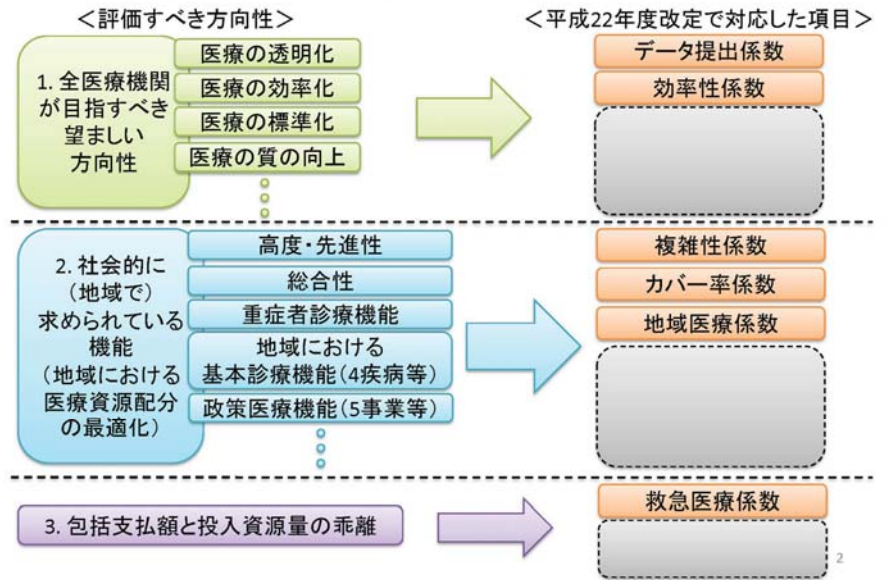 ＜評価すべき方向性＞
＜平成22年度改定で対応した項目＞
1. 全医療機関
が目指すべき
望ましい
方向性
医療の透明化
医療の効率化
医療の標準化
医療の質の向上
データ提出係数
効率性係数
2. 社会的に
（地域で）
求められている
機能
（地域における
医療資源配分
の最適化）
高度・先進性
総合性
重症者診療機能
地域における
基本診療機能（4疾病等）
政策医療機能（5事業等）
複雑性係数
カバー率係数
地域医療係数
3. 包括支払額と投入資源量の乖離
救急医療係数
2